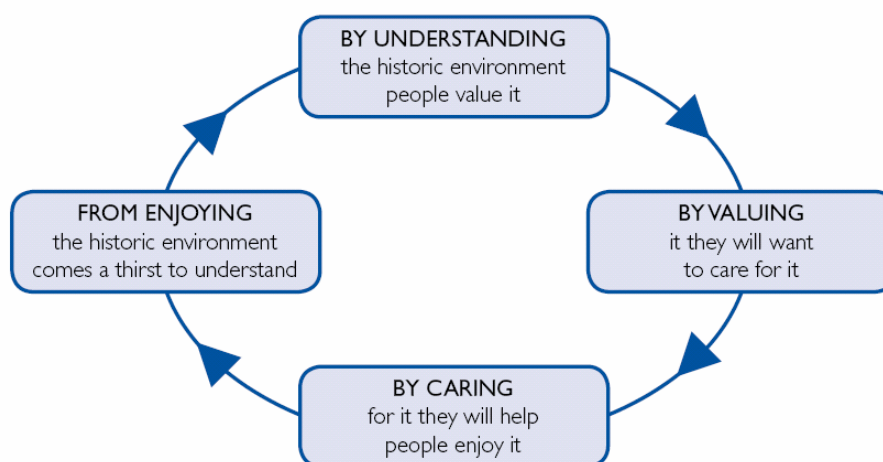 BY UNDERSTANDING
the historic environment
people value it
BY VALUING
it they will want
to care for it
BY CARING
for it they will help
people enjoy it
FROM ENJOYING
the historic environment
comes a thirst to understand